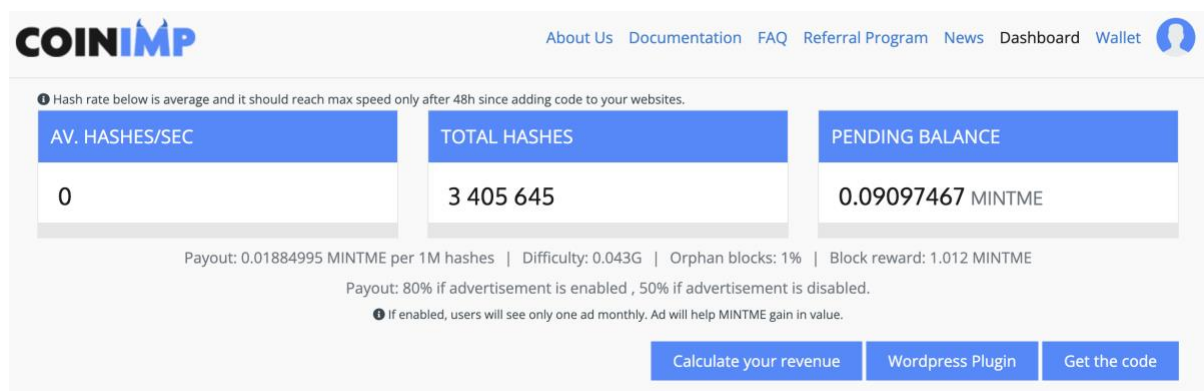 COINIMP
About Us Documentation FAQ Referral Program News Dashboard Wallet
Hash rate below is average and it should reach max speed only after 48h since adding code to your websites.
AV. HASHES/SEC
0
TOTAL HASHES
3 405 645
PENDING BALANCE
0.09097467 MINTME
Payout: 0.01884995 MINTME per 1M hashes | Difficulty: 0.043G | Orphan blocks: 1% | Block reward: 1.012 MINTME
Payout: 80% if advertisement is enabled , 50% if advertisement is disabled.
If enabled, users will see only one ad monthly. Ad will help MINTME gain in value.
Calculate your revenue
Wordpress Plugin
Get the code